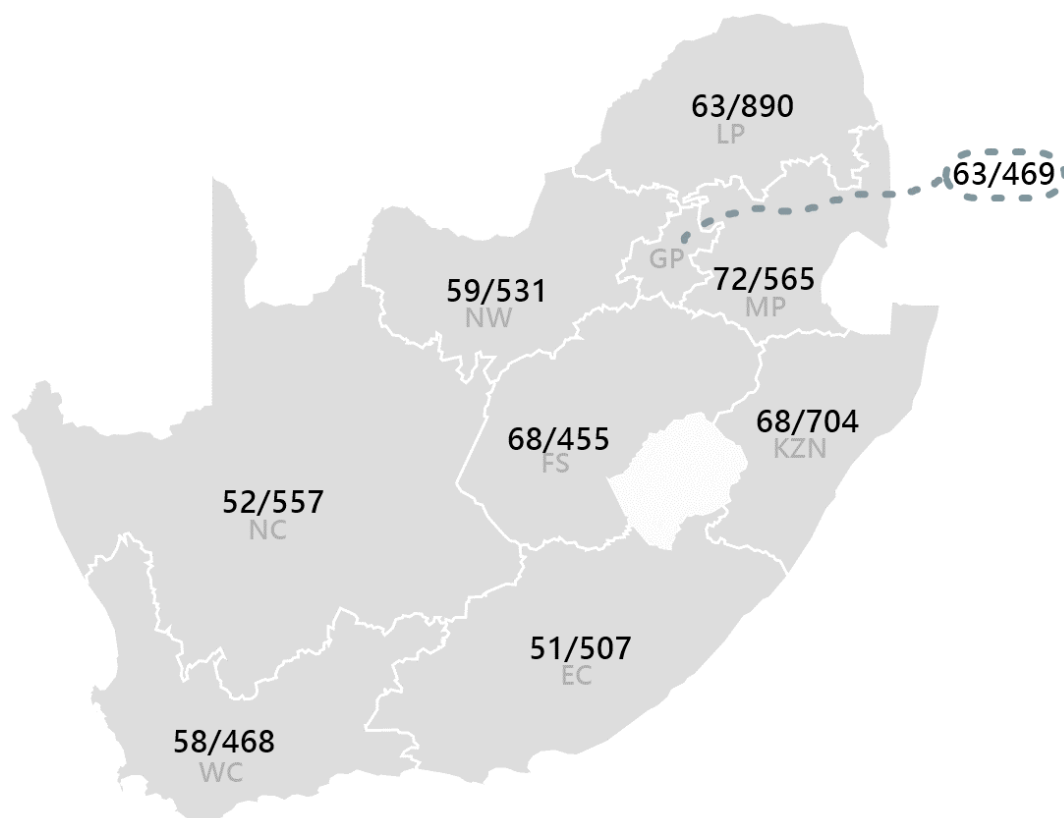 63/890
LP
63/469
GP
72/565
MP
59/531
NW
68/704
KZN
68/455
FS
52/557
NC
51/507
EC
58/468
WC